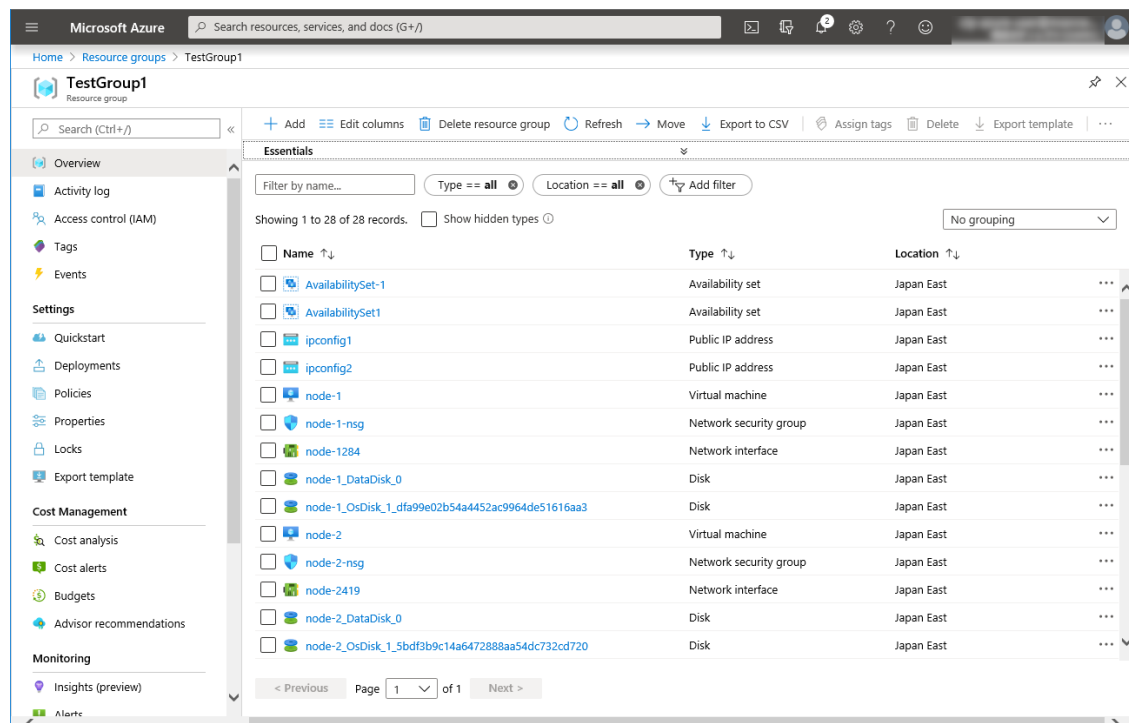 Microsoft Azure
Search resources, services, and docs (G+/)
2
Home > Resource groups > TestGroup1
TestGroup1
Resource group
Search (Ctrl+/)
Overview
Activity log
Access control (IAM)
Tags
Events
Settings
Quickstart
Deployments
Policies
Properties
Locks
Export template
Cost Management
Cost analysis
Cost alerts
Budgets
Advisor recommendations
Monitoring
Insights (preview)
Alerts
Add Edit columns Delete resource group Refresh Move Export to CSV Assign tags Delete Export template
Essentials
Filter by name... Type == all Location == all Add filter
Showing 1 to 28 of 28 records. Show hidden types No grouping
Name Type Location
AvailabilitySet-1 Availability set Japan East
AvailabilitySet1 Availability set Japan East
ipconfig1 Public IP address Japan East
ipconfig2 Public IP address Japan East
node-1 Virtual machine Japan East
node-1-nsg Network security group Japan East
node-1284 Network interface Japan East
node-1_DataDisk_0 Disk Japan East
node-1_OsDisk_1_dfa99e02b54a4452ac9964de51616aa3 Disk Japan East
node-2 Virtual machine Japan East
node-2-nsg Network security group Japan East
node-2419 Network interface Japan East
node-2_DataDisk_0 Disk Japan East
node-2_OsDisk_1_5bdf3b9c14a6472888aa54dc732cd720 Disk Japan East
< Previous Page 1 of 1 Next >